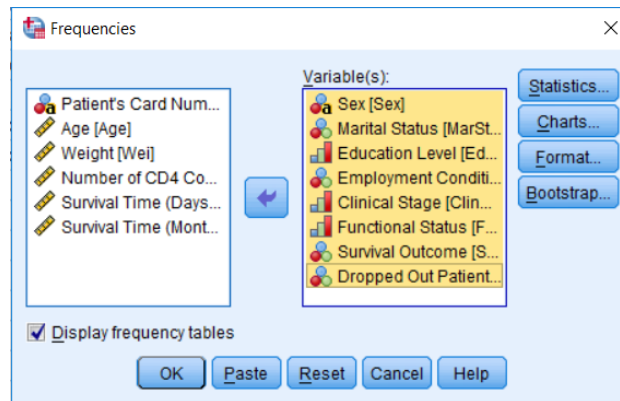 Frequencies
Variable(s):
Patient's Card Num...
Age [Age]
Weight [Wei]
Number of CD4 Co...
Survival Time (Days...
Survival Time (Mont...
Sex [Sex]
Marital Status [MarSt...
Education Level [Ed...
Employment Conditi...
Clinical Stage [Clin...
Functional Status [F...
Survival Outcome [S...
Dropped Out Patient...
Statistics...
Charts...
Format...
Bootstrap...
Display frequency tables
OK Paste Reset Cancel Help